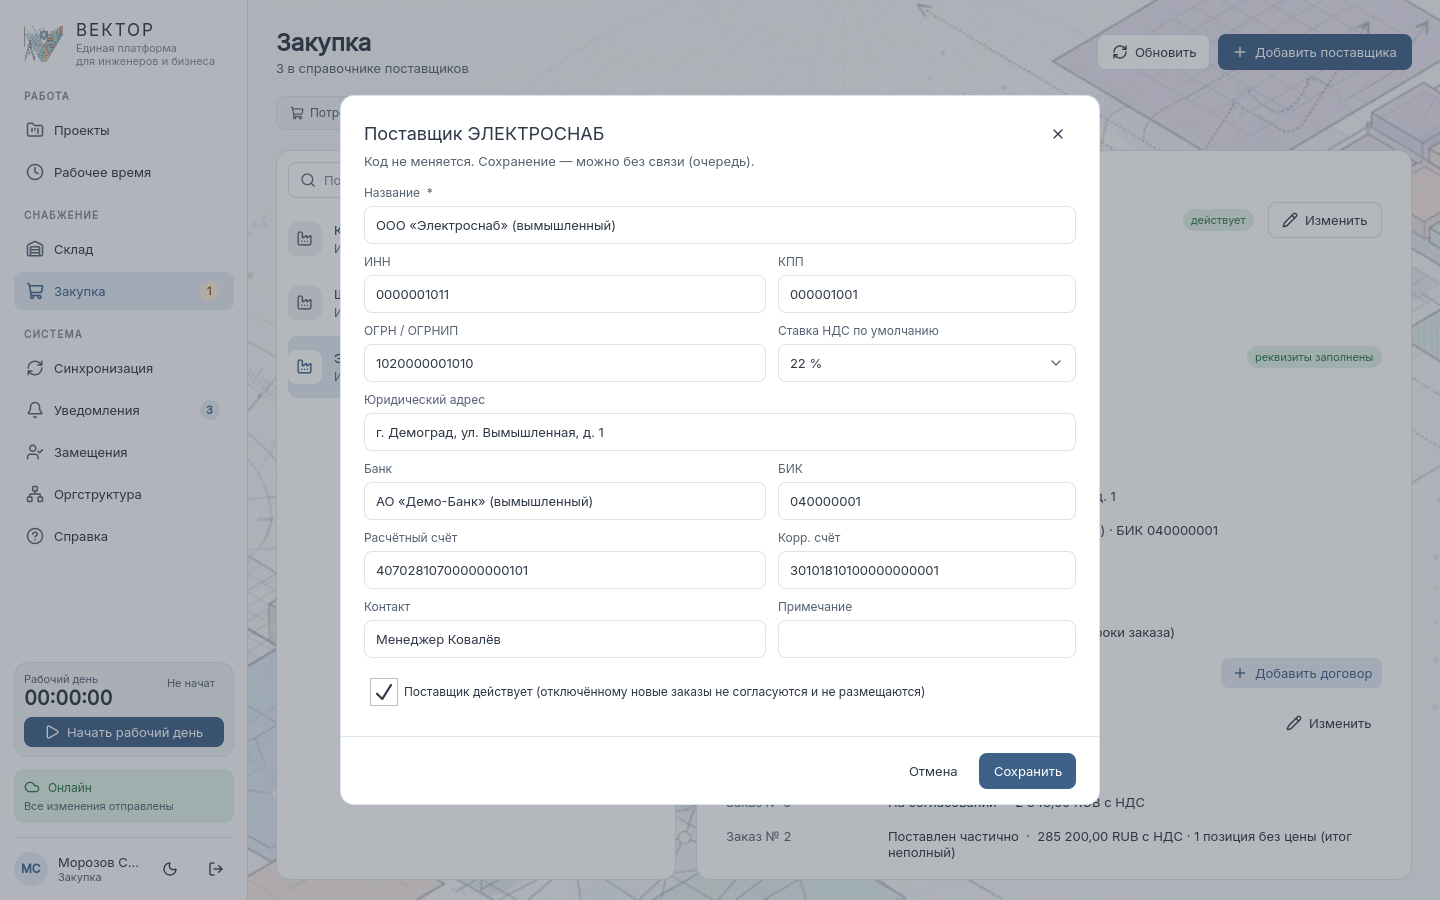 ВЕКТОР
Единая платформа
для инженеров и бизнеса
РАБОТА
Проекты
Рабочее время
СНАБЖЕНИЕ
Склад
Закупка
1
СИСТЕМА
Синхронизация
Уведомления
3
Замещения
Оргструктура
Справка
Рабочий день
Не начат
00:00:00
Начать рабочий день
Онлайн
Все изменения отправлены
МС
Морозов С...
Закупка
Закупка
3 в справочнике поставщиков
Обновить
Добавить поставщика
действует
Изменить
реквизиты заполнены
д. 1
) · БИК 040000001
роки заказа)
Добавить договор
Изменить
Заказ № 2
Поставлен частично · 285 200,00 RUB с НДС · 1 позиция без цены (итог
неполный)
Поставщик ЭЛЕКТРОСНАБ
Код не меняется. Сохранение — можно без связи (очередь).
Название *
ООО «Электроснаб» (вымышленный)
ИНН
КПП
0000001011
000001001
ОГРН / ОГРНИП
Ставка НДС по умолчанию
1020000001010
22 %
Юридический адрес
г. Демоград, ул. Вымышленная, д. 1
Банк
БИК
АО «Демо-Банк» (вымышленный)
040000001
Расчётный счёт
Корр. счёт
40702810700000000101
30101810100000000001
Контакт
Примечание
Менеджер Ковалёв
Поставщик действует (отключённому новые заказы не согласуются и не размещаются)
Отмена
Сохранить